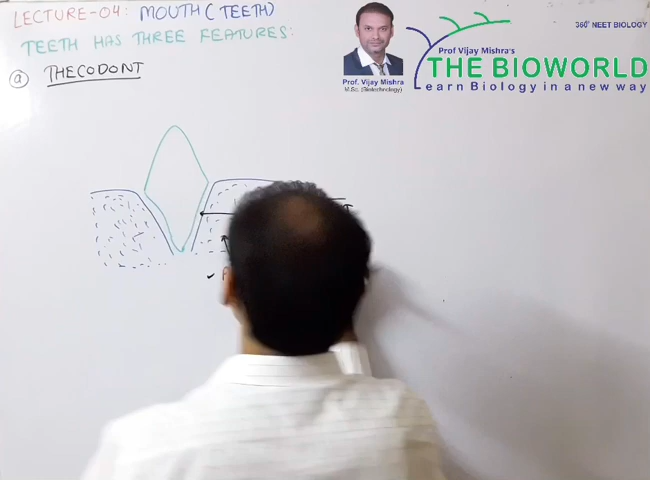 LECTURE-04: MOUTH (TEETH)
TEETH HAS THREE FEATURES:
(a) THECODONT
Prof. Vijay Mishra
M.Sc. (Biotechnology)
360° NEET BIOLOGY
Prof Vijay Mishra's
THE BIOWORLD
Learn Biology in a new way